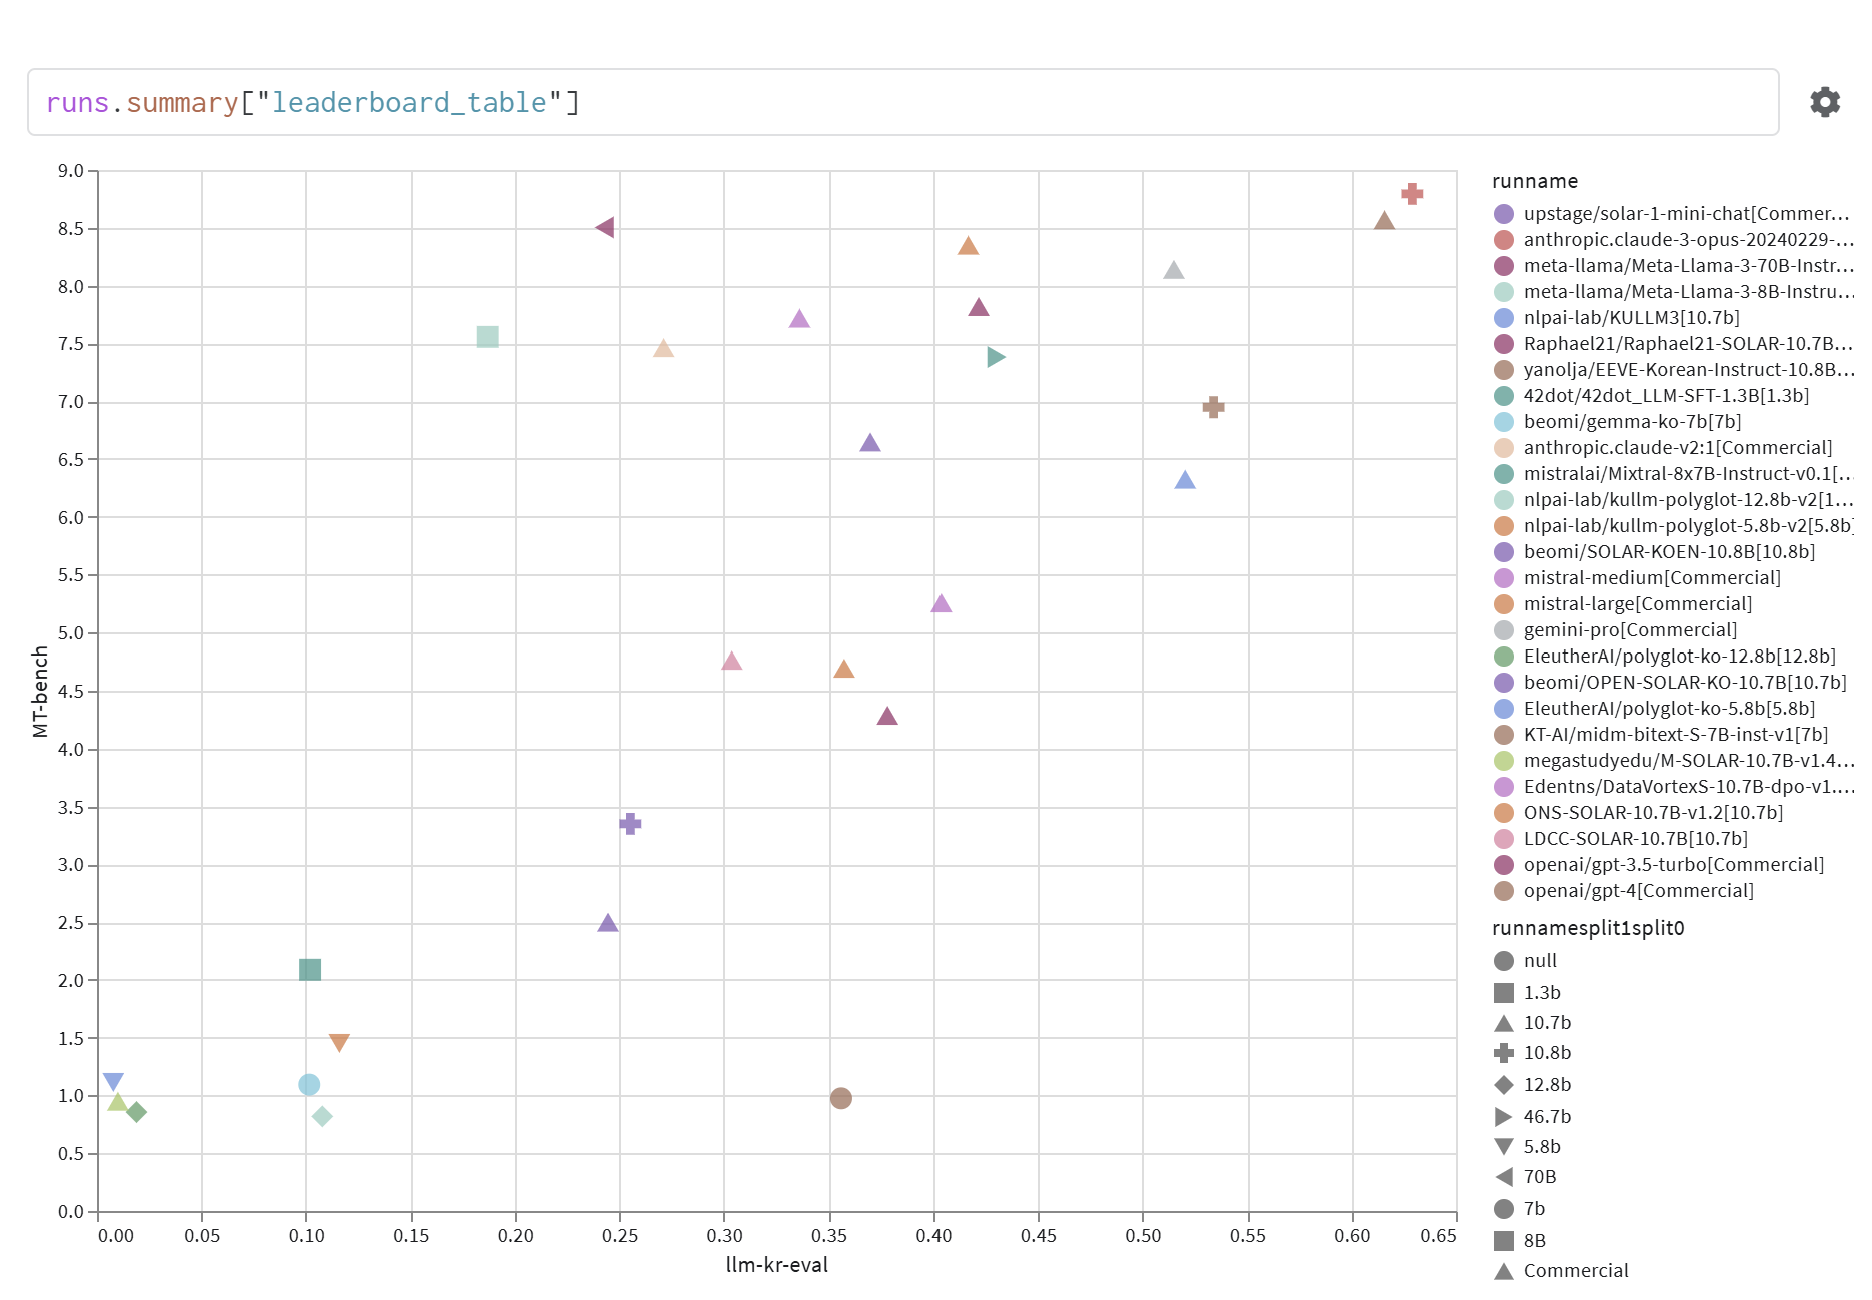 runs.summary["leaderboard_table"]
9.0
8.5
8.0
7.5
7.0
6.5
6.0
5.5
5.0
4.5
4.0
3.5
3.0
2.5
2.0
1.5
1.0
0.5
0.0
MT-bench
0.00 0.05 0.10 0.15 0.20 0.25 0.30 0.35 0.40 0.45 0.50 0.55 0.60 0.65
llm-kr-eval
runname
upstage/solar-1-mini-chat[Commer…
anthropic.claude-3-opus-20240229-…
meta-llama/Meta-Llama-3-70B-Instr…
meta-llama/Meta-Llama-3-8B-Instru…
nlpai-lab/KULLM3[10.7b]
Raphael21/Raphael21-SOLAR-10.7B…
yanolja/EEVE-Korean-Instruct-10.8B…
42dot/42dot_LLM-SFT-1.3B[1.3b]
beomi/gemma-ko-7b[7b]
anthropic.claude-v2:1[Commercial]
mistralai/Mixtral-8x7B-Instruct-v0.1[…
nlpai-lab/kullm-polyglot-12.8b-v2[1…
nlpai-lab/kullm-polyglot-5.8b-v2[5.8b]
beomi/SOLAR-KOEN-10.8B[10.8b]
mistral-medium[Commercial]
mistral-large[Commercial]
gemini-pro[Commercial]
EleutherAI/polyglot-ko-12.8b[12.8b]
beomi/OPEN-SOLAR-KO-10.7B[10.7b]
EleutherAI/polyglot-ko-5.8b[5.8b]
KT-AI/midm-bitext-S-7B-inst-v1[7b]
megastudyedu/M-SOLAR-10.7B-v1.4…
Edentns/DataVortexS-10.7B-dpo-v1.…
ONS-SOLAR-10.7B-v1.2[10.7b]
LDCC-SOLAR-10.7B[10.7b]
openai/gpt-3.5-turbo[Commercial]
openai/gpt-4[Commercial]
runnamesplit1split0
null
1.3b
10.7b
10.8b
12.8b
46.7b
5.8b
70B
7b
8B
Commercial